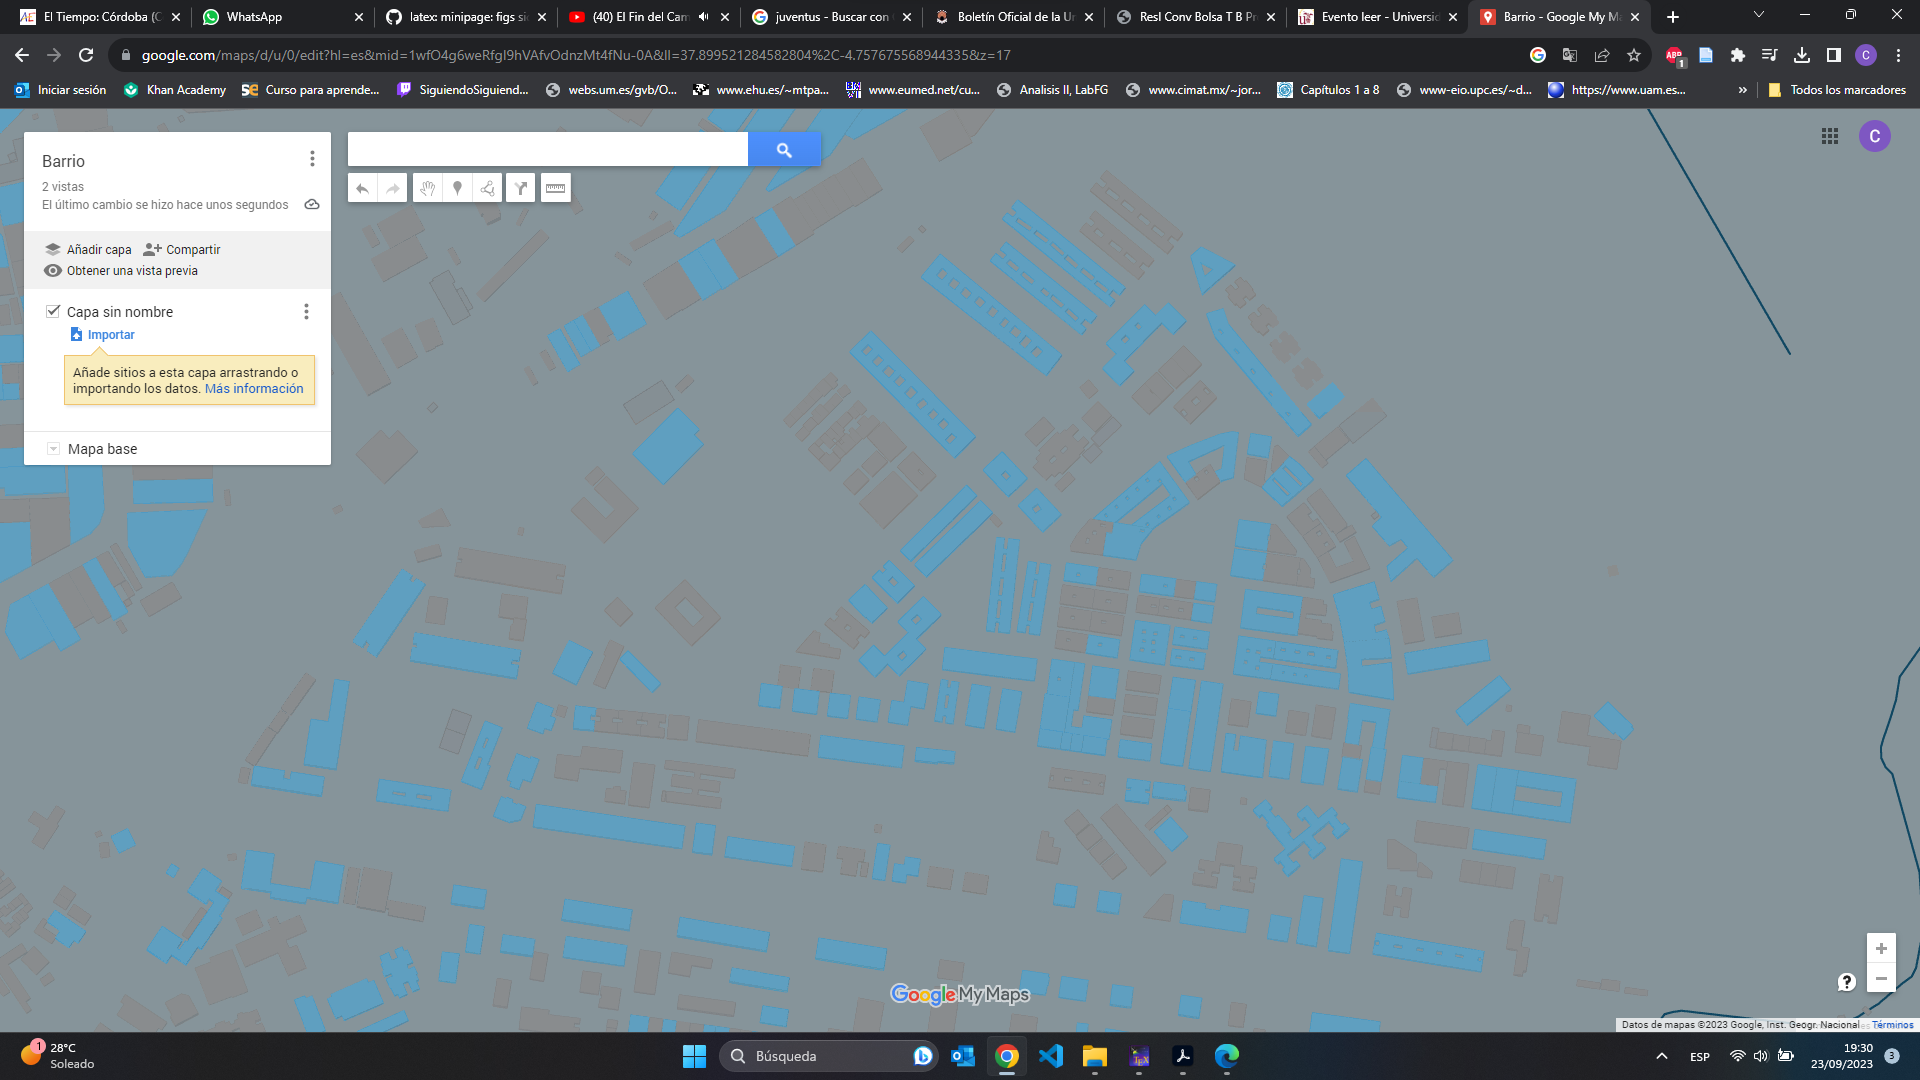 El Tiempo: Córdoba (C
WhatsApp
latex: minipage: figs si
(40) El Fin del Cam
juventus - Buscar con
Boletín Oficial de la Un
Resl Conv Bolsa T B Pr
Evento leer - Universid
Barrio - Google My Ma
google.com/maps/d/u/0/edit?hl=es&mid=1wfO4g6weRfgI9hVAfvOdnzMt4fNu-0A&ll=37.899521284582804%2C-4.757675568944335&z=17
ABP
1
C
Iniciar sesión
Khan Academy
Curso para aprende...
SiguiendoSiguiend...
webs.um.es/gvb/O...
www.ehu.es/~mtpa...
www.eumed.net/cu...
Analisis II, LabFG
www.cimat.mx/~jor...
Capítulos 1 a 8
www-eio.upc.es/~d...
https://www.uam.es...
»
Todos los marcadores
Barrio
2 vistas
El último cambio se hizo hace unos segundos
Añadir capa
Compartir
Obtener una vista previa
Capa sin nombre
Importar
Añade sitios a esta capa arrastrando o
importando los datos. Más información
Mapa base
C
Google My Maps
?
Datos de mapas ©2023 Google, Inst. Geogr. Nacional
Términos
1
28°C
Soleado
Búsqueda
ESP
19:30
23/09/2023
3